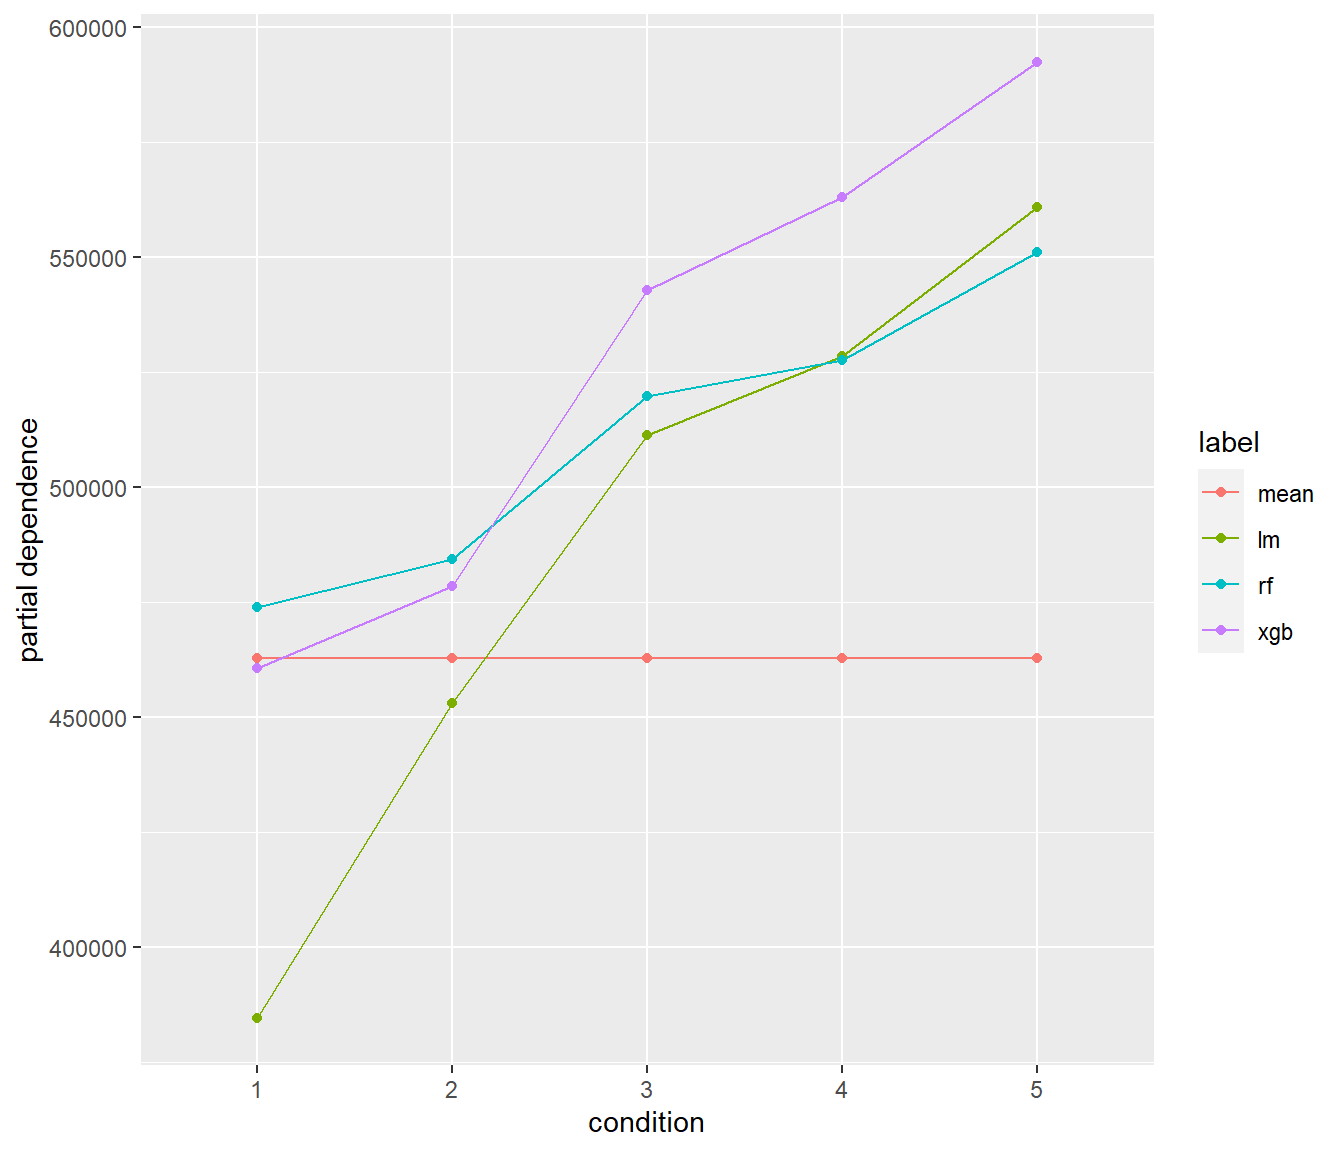 600000
550000
500000
450000
400000
partial dependence
1 2 3 4 5
condition
label
mean
lm
rf
xgb